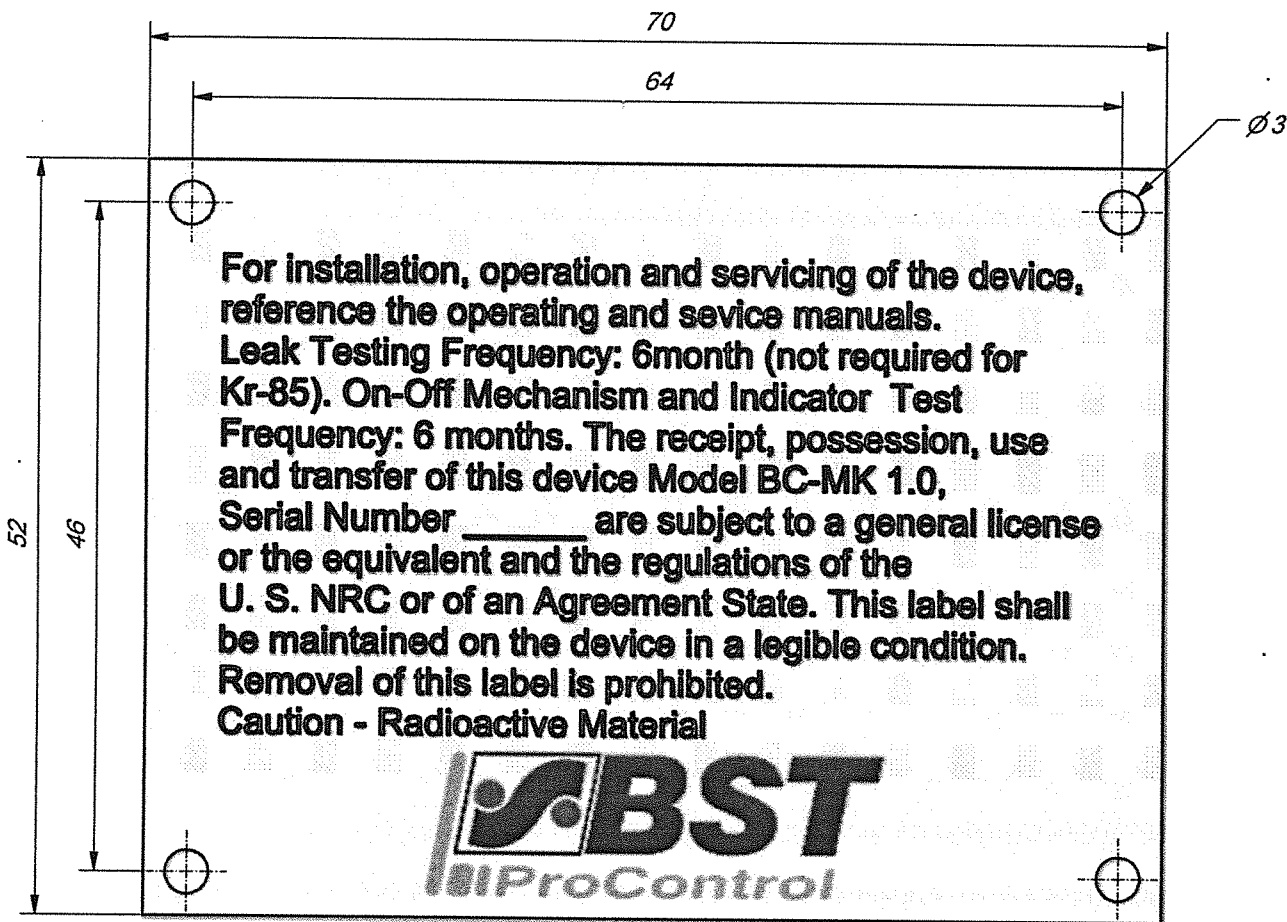 70
64
Ø3
52
46
For installation, operation and servicing of the device,
reference the operating and sevice manuals.
Leak Testing Frequency: 6month (not required for
Kr-85). On-Off Mechanism and Indicator Test
Frequency: 6 months. The receipt, possession, use
and transfer of this device Model BC-MK 1.0,
Serial Number ______ are subject to a general license
or the equivalent and the regulations of the
U. S. NRC or of an Agreement State. This label shall
be maintained on the device in a legible condition.
Removal of this label is prohibited.
Caution - Radioactive Material
BST
ProControl